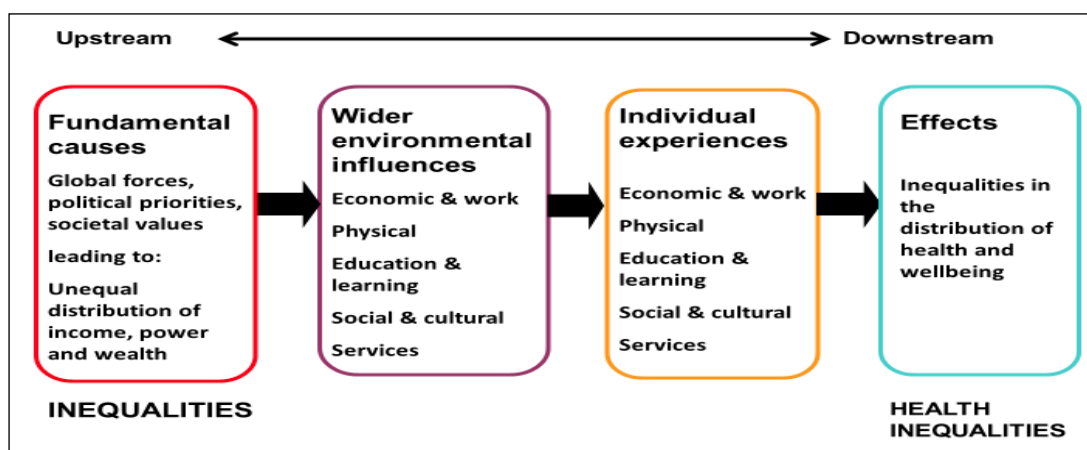 Upstream
Downstream
Fundamental
causes
Global forces,
political priorities,
societal values
leading to:
Unequal
distribution of
income, power
and wealth
Wider
environmental
influences
Economic & work
Physical
Education &
learning
Social & cultural
Services
Individual
experiences
Economic & work
Physical
Education &
learning
Social & cultural
Services
Effects
Inequalities in
the
distribution of
health and
wellbeing
INEQUALITIES
HEALTH
INEQUALITIES